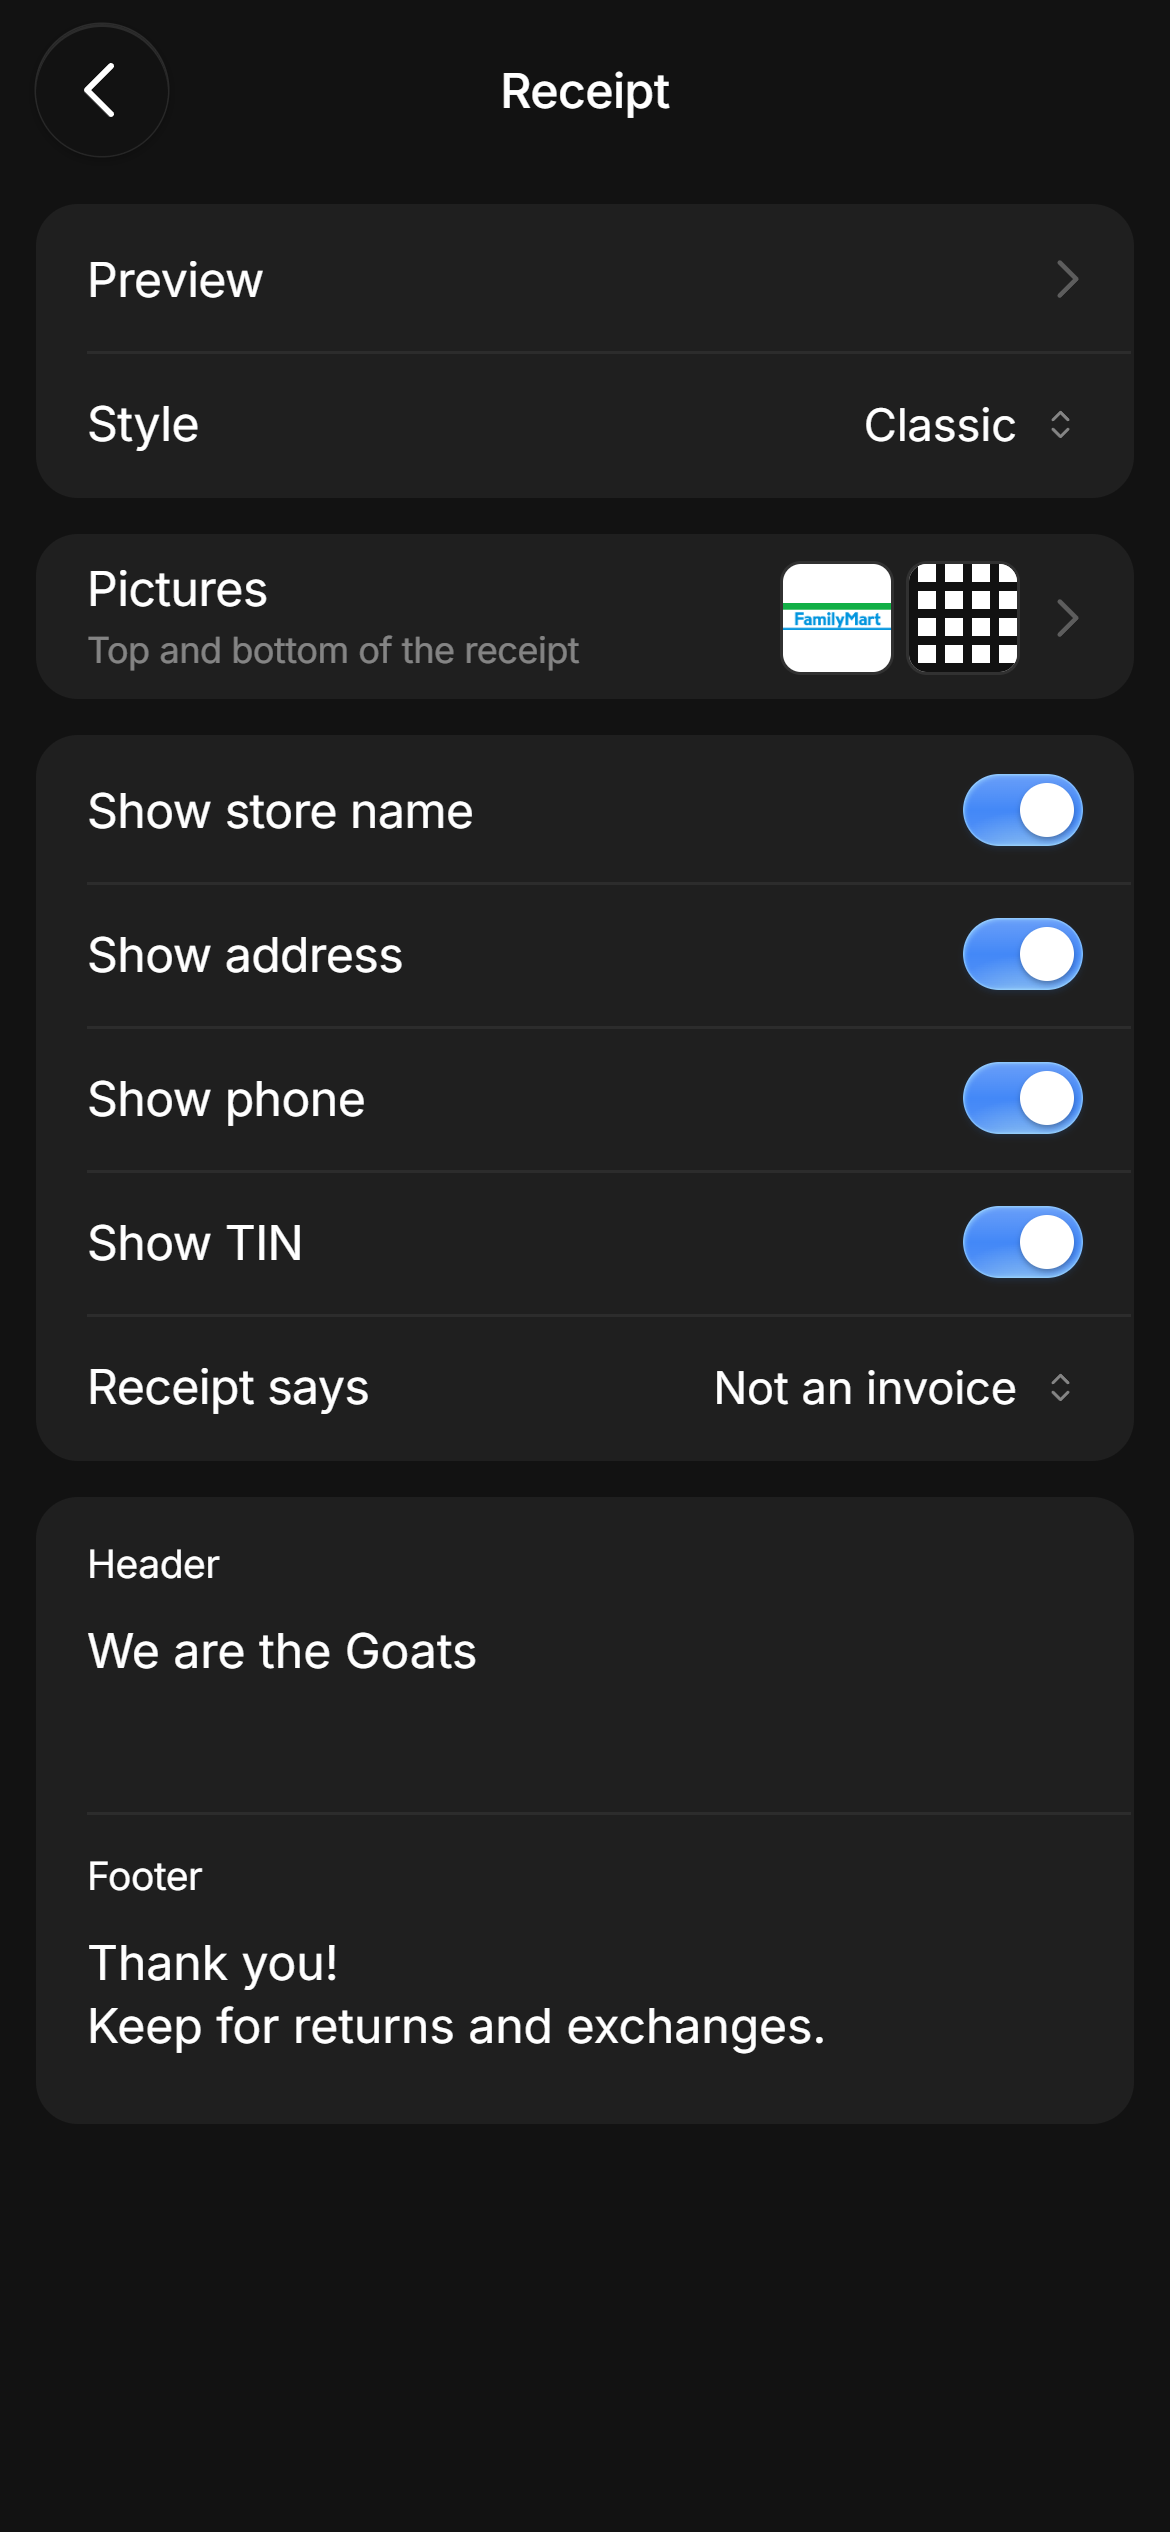 Receipt
Preview
Style
Classic
Pictures
Top and bottom of the receipt
FamilyMart
Show store name
Show address
Show phone
Show TIN
Receipt says
Not an invoice
Header
We are the Goats
Footer
Thank you!
Keep for returns and exchanges.